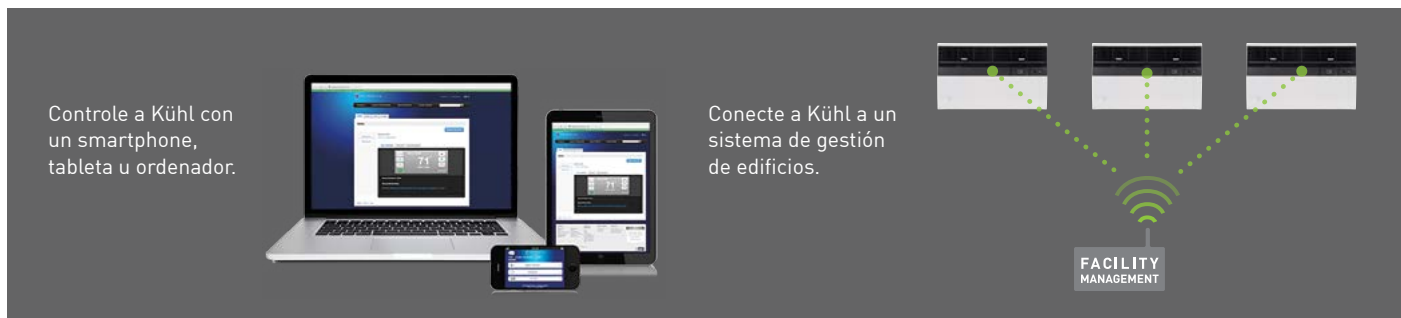 Controle a Kühl con
un smartphone,
tableta u ordenador.
71
71
Conecte a Kühl a un
sistema de gestión
de edificios.
FACILITY
MANAGEMENT